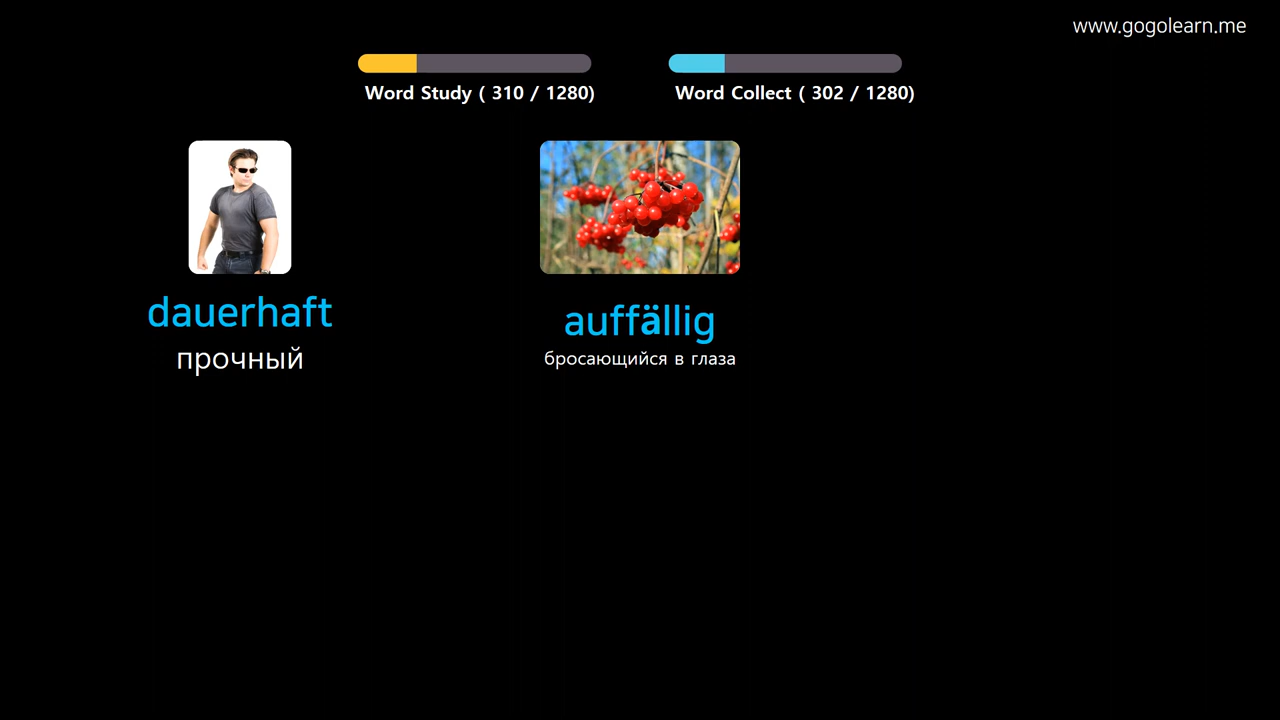 www.gogolearn.me
Word Study ( 310 / 1280)
Word Collect ( 302 / 1280)
dauerhaft
прочный
auffällig
бросающийся в глаза